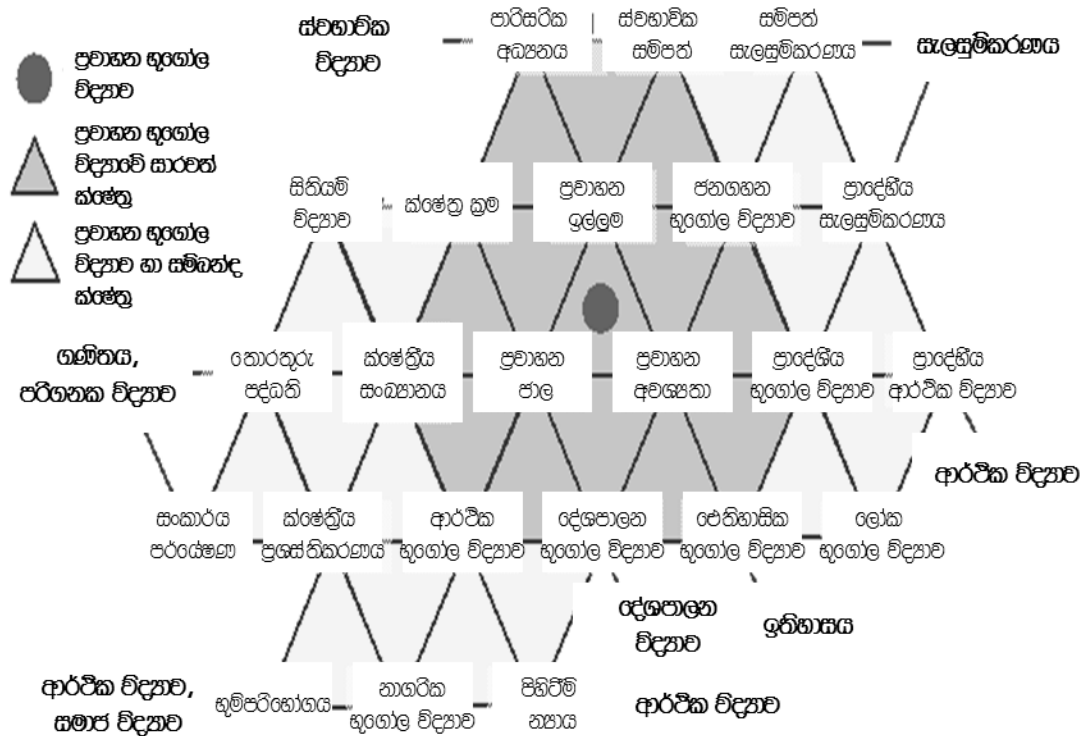 ස්වභාවික
විද්‍යාව
පාරිසරික
අධ්‍යනය
ස්වභාවික
සම්පත්
සම්පත්
සැලසුම්කරණය
සැලසුම්කරණය
ප්‍රවාහන භූගෝල
විද්‍යාව
ප්‍රවාහන භූගෝල
විද්‍යාවේ සාරවත්
ක්ෂේත්‍ර
ප්‍රවාහන භූගෝල
විද්‍යාව හා සම්බන්ද
ක්ෂේත්‍ර
සිතියම්
විද්‍යාව
ක්ෂේත්‍ර ක්‍රම
ප්‍රවාහන
ඉල්ලුම
ජනගහන
භූගෝල විද්‍යාව
ප්‍රාදේභීය
සැලසුම්කරණය
ගණිතය,
පරිගනක විද්‍යාව
තොරතුරු
පද්ධති
ක්ෂේත්‍රීය
සංඛ්‍යානය
ප්‍රවාහන
ජාල
ප්‍රවාහන
අවශ්‍යතා
ප්‍රාදේශීය
භූගෝල විද්‍යාව
ප්‍රාදේභීය
ආර්ථික විද්‍යාව
ආර්ථික විද්‍යාව
සංකාර්ය
පර්යේෂණ
ක්ෂේත්‍රීය
ප්‍රශස්තිකරණය
ආර්ථික
භූගෝල විද්‍යාව
දේශපාලන
භූගෝල විද්‍යාව
ඓතිහාසික
භූගෝල විද්‍යාව
ලෝක
භූගෝල විද්‍යාව
දේශපාලන
විද්‍යාව
ඉතිහාසය
ආර්ථික විද්‍යාව,
සමාජ විද්‍යාව
භූම්පරිභෝගය
නාගරික
භූගෝල විද්‍යාව
පිහිටීම්
න්‍යාය
ආර්ථික විද්‍යාව